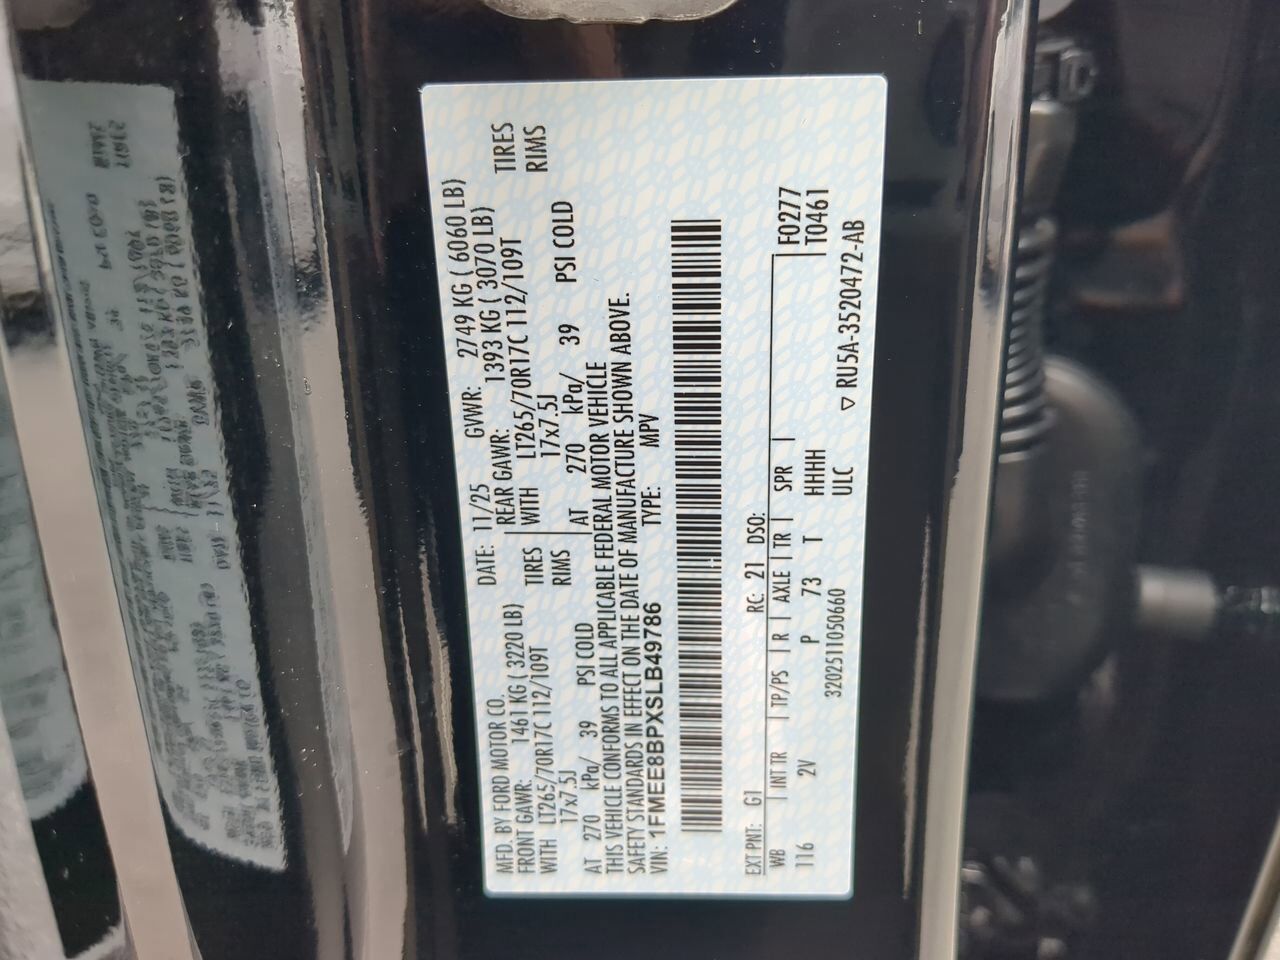 MFD. BY FORD MOTOR CO.
DATE: 11/25 GVWR: 2749 KG ( 6060 LB)
FRONT GAWR: 1461 KG ( 3220 LB)
REAR GAWR: 1393 KG ( 3070 LB)
WITH LT265/70R17C 112/109T TIRES
WITH LT265/70R17C 112/109T TIRES
17x7.5J RIMS
17x7.5J RIMS
AT 270 kPa/ 39 PSI COLD
AT 270 kPa/ 39 PSI COLD
THIS VEHICLE CONFORMS TO ALL APPLICABLE FEDERAL MOTOR VEHICLE
SAFETY STANDARDS IN EFFECT ON THE DATE OF MANUFACTURE SHOWN ABOVE.
VIN: 1FMEE8BPXSLB49786 TYPE: MPV
EXT PNT: G1 RC: 21 DSO: F0277
WB INT TR TP/PS R AXLE TR SPR T0461
116 2V P 73 T HHHH
ULC
3202511050660
▽ RU5A-3520472-AB